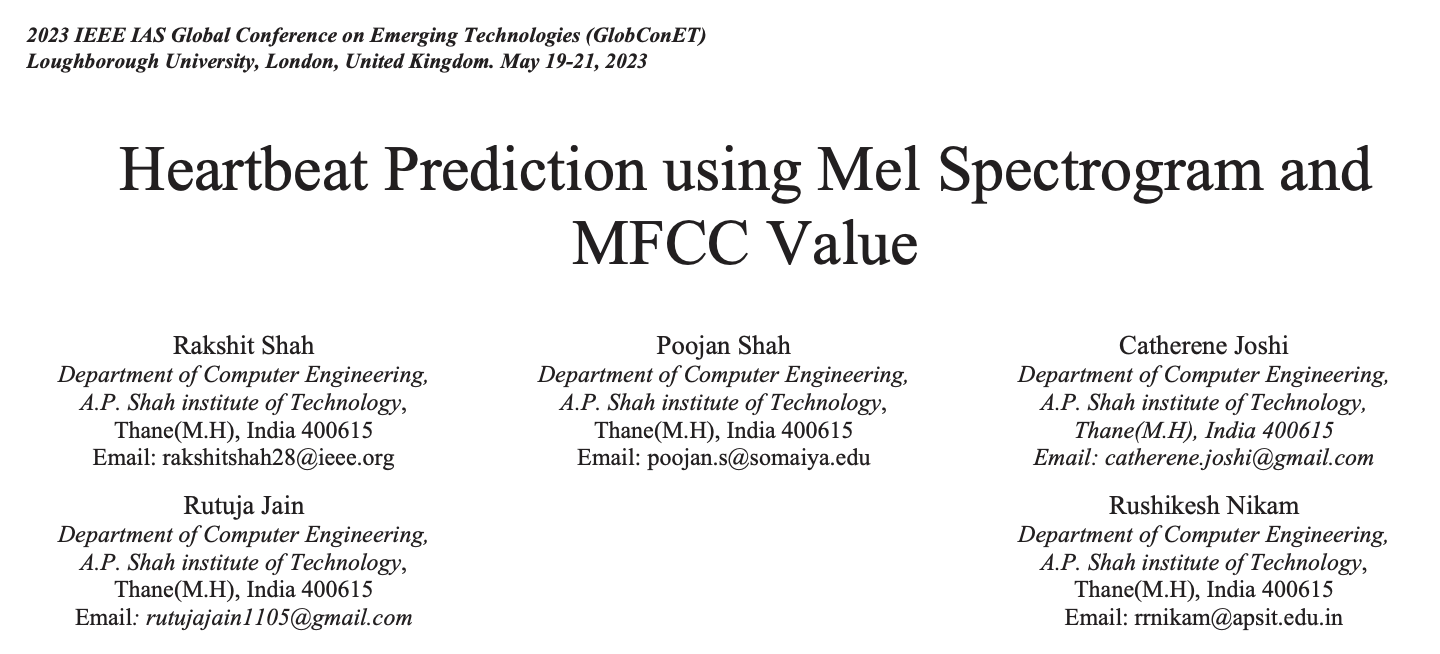 2023 IEEE IAS Global Conference on Emerging Technologies (GlobConET)
Loughborough University, London, United Kingdom. May 19-21, 2023
Heartbeat Prediction using Mel Spectrogram and
MFCC Value
Rakshit Shah
Department of Computer Engineering,
A.P. Shah institute of Technology,
Thane(M.H), India 400615
Email: rakshitshah28@ieee.org
Poojan Shah
Department of Computer Engineering,
A.P. Shah institute of Technology,
Thane(M.H), India 400615
Email: poojan.s@somaiya.edu
Catherene Joshi
Department of Computer Engineering,
A.P. Shah institute of Technology,
Thane(M.H), India 400615
Email: catherene.joshi@gmail.com
Rutuja Jain
Department of Computer Engineering,
A.P. Shah institute of Technology,
Thane(M.H), India 400615
Email: rutujajain1105@gmail.com
Rushikesh Nikam
Department of Computer Engineering,
A.P. Shah institute of Technology,
Thane(M.H), India 400615
Email: rrnikam@apsit.edu.in